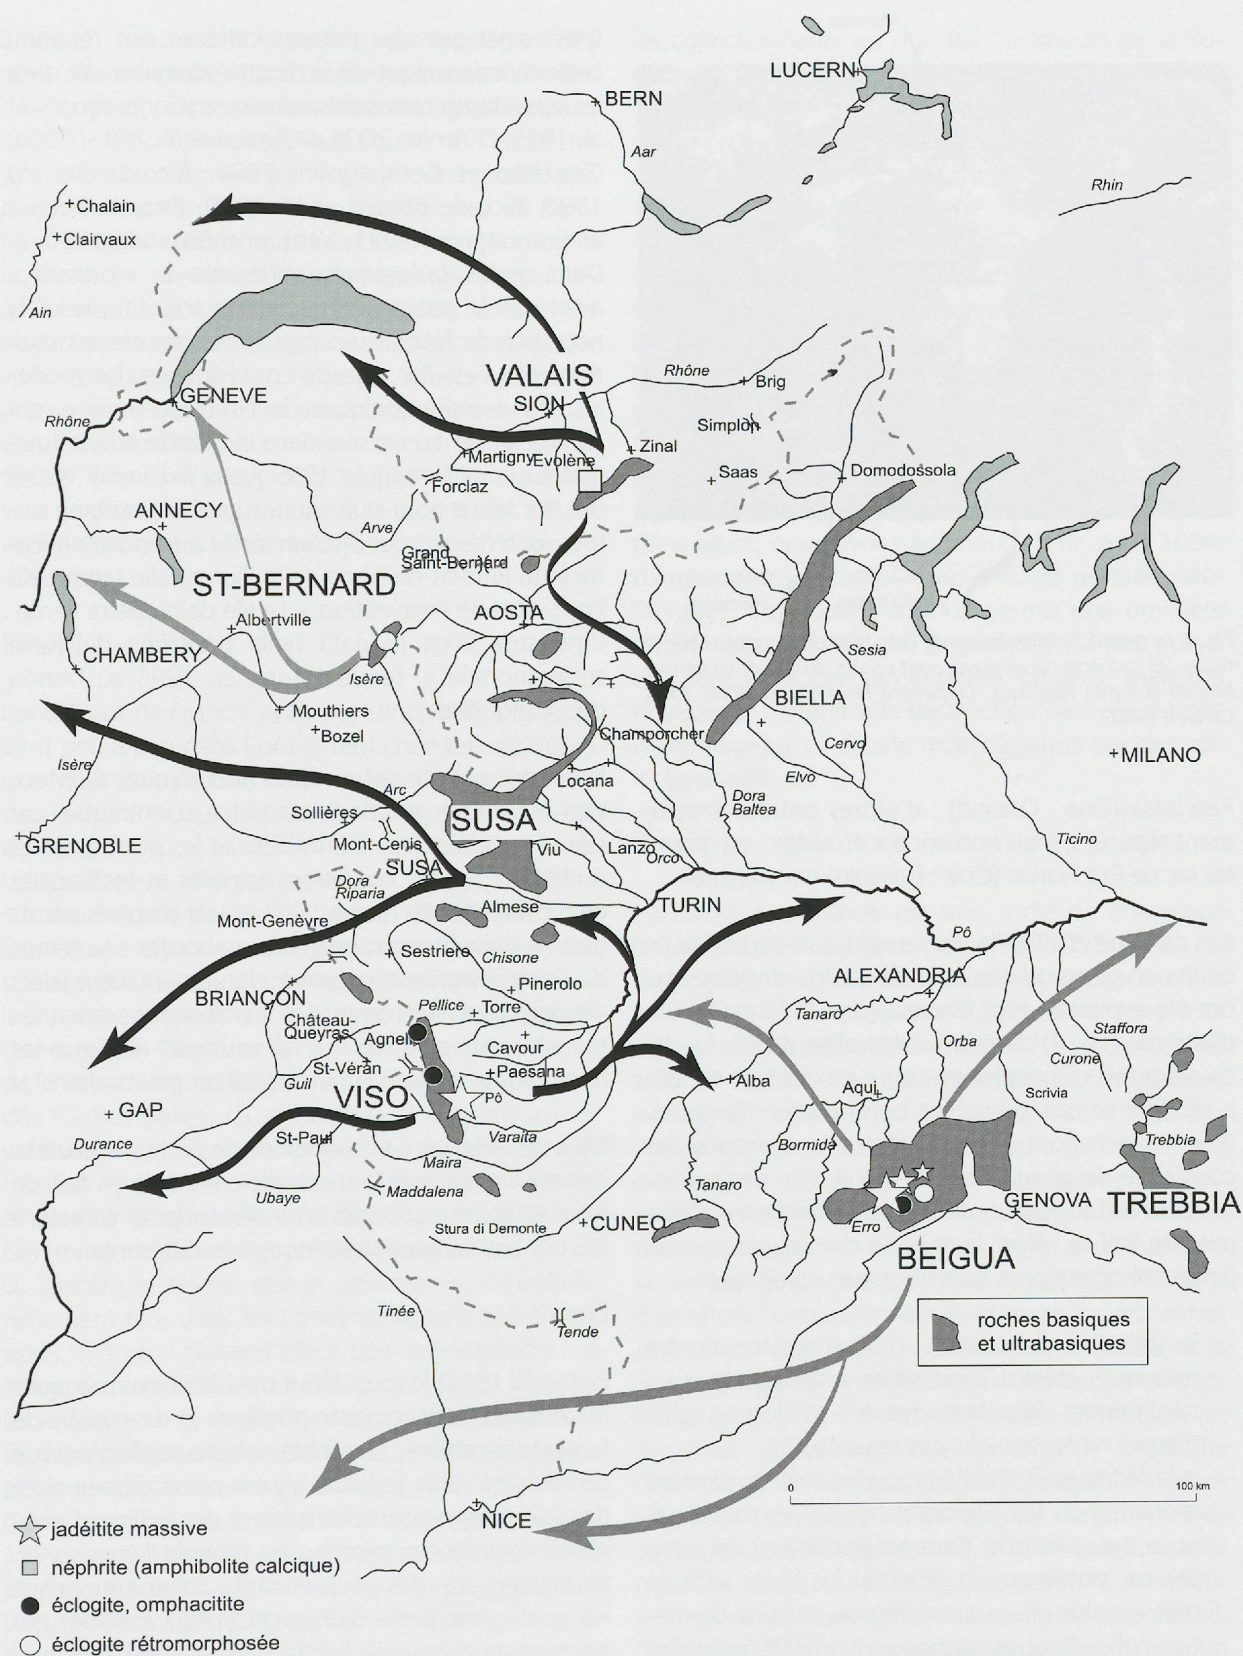 LUCERN
BERN
Aar
Rhin
Chalain
Clairvaux
Ain
VALAIS
SION
Rhône
Brig
GENEVE
Rhône
Simplon
Zinal
Martigny
Evolène
Saas
Domodossola
Forclaz
ANNECY
Arve
Grand
Saint-Bernard
ST-BERNARD
AOSTA
Albertville
CHAMBERY
Isère
Sesia
BIELLA
Mouthiers
Bozel
Champorcher
Cervo
MILANO
Isère
Elvo
Locana
Arc
Dora
Baltea
Sollières
SUSA
GRENOBLE
Mont-Cenis
Viu
Lanzo
Orco
Ticino
SUSA
Dora
Riparia
Almese
TURIN
Mont-Genèvre
Sestriere
Chisone
Pô
ALEXANDRIA
Pinerolo
BRIANÇON
Pellice
Torre
Tanaro
Château-
Queyras
Agnel
Cavour
Orba
Staffora
St-Véran
Paesana
Curone
Guil
Alba
Aqui
Scrivia
VISO
Pô
GAP
Durance
St-Paul
Varaita
Bormida
Trebbia
Maira
Ubaye
Maddalena
Tanaro
Erro
GENOVA
TREBBIA
Stura di Demonte
CUNEO
BEIGUA
Tinée
Tende
roches basiques
et ultrabasiques
0
100 km
NICE
jadéitite massive
néphrite (amphibolite calcique)
éclogite, omphacitite
éclogite rétromorphosée